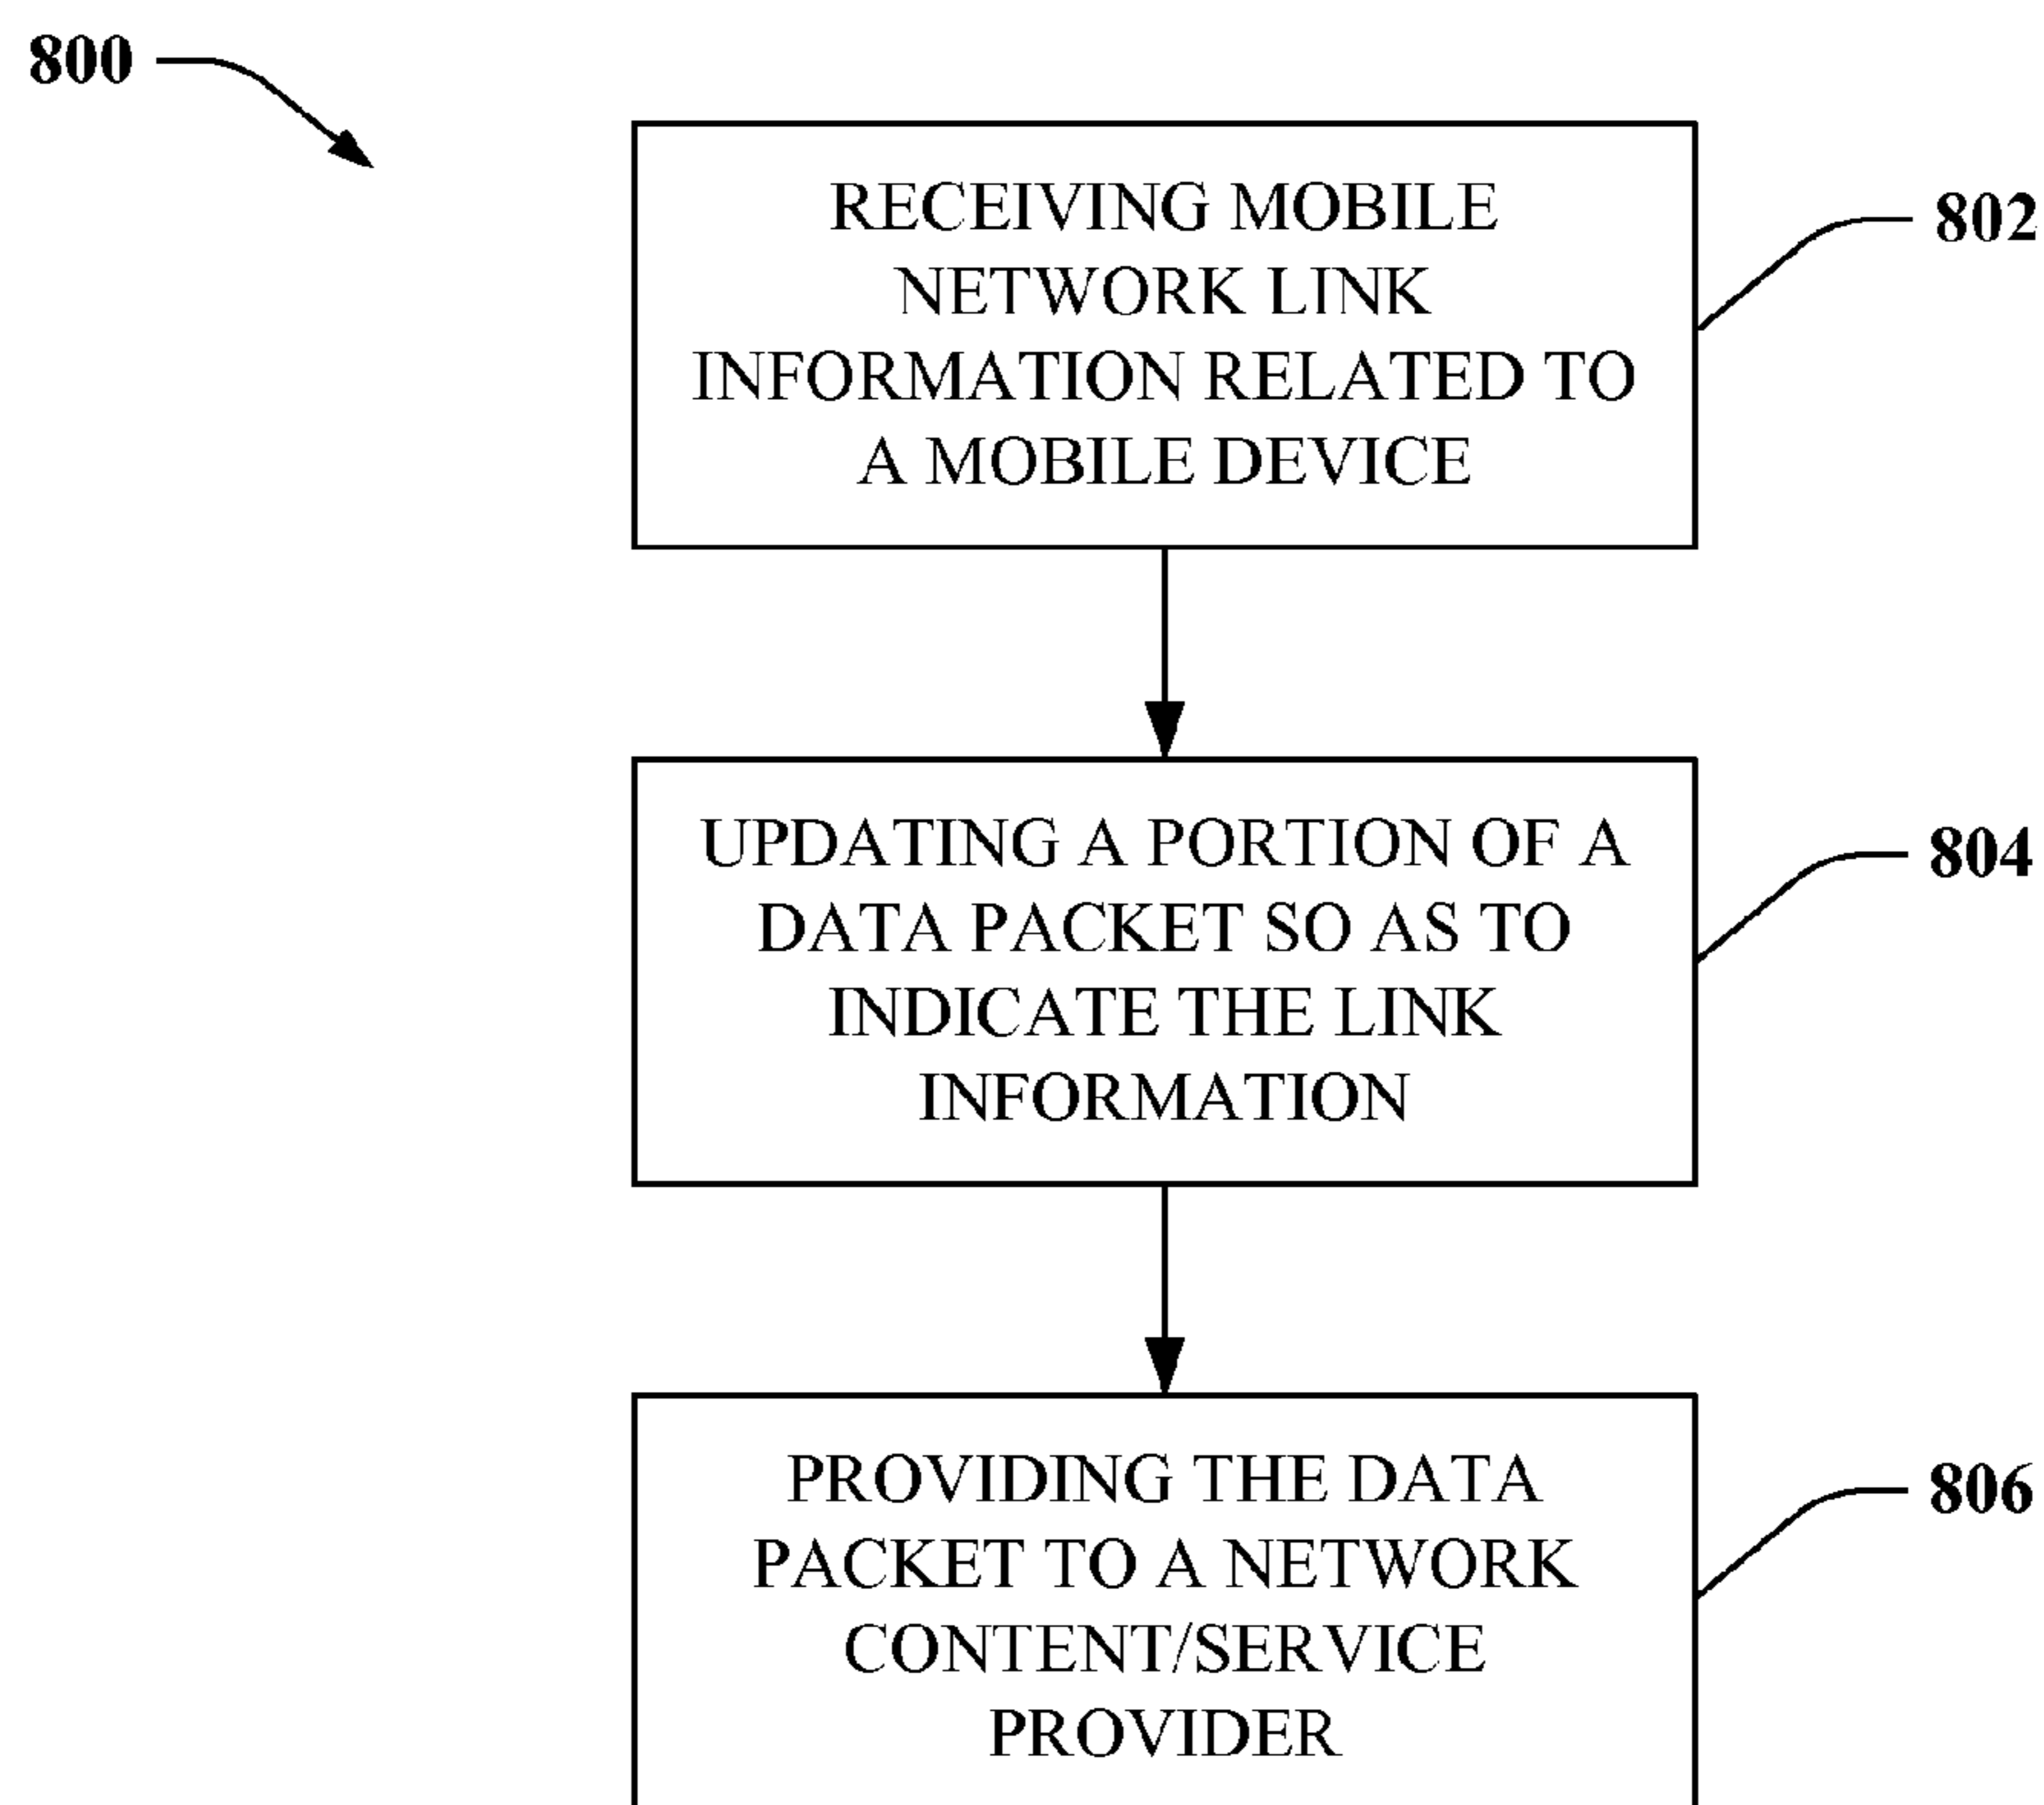 800
RECEIVING MOBILE
NETWORK LINK
INFORMATION RELATED TO
A MOBILE DEVICE
802
UPDATING A PORTION OF A
DATA PACKET SO AS TO
INDICATE THE LINK
INFORMATION
804
PROVIDING THE DATA
PACKET TO A NETWORK
CONTENT/SERVICE
PROVIDER
806